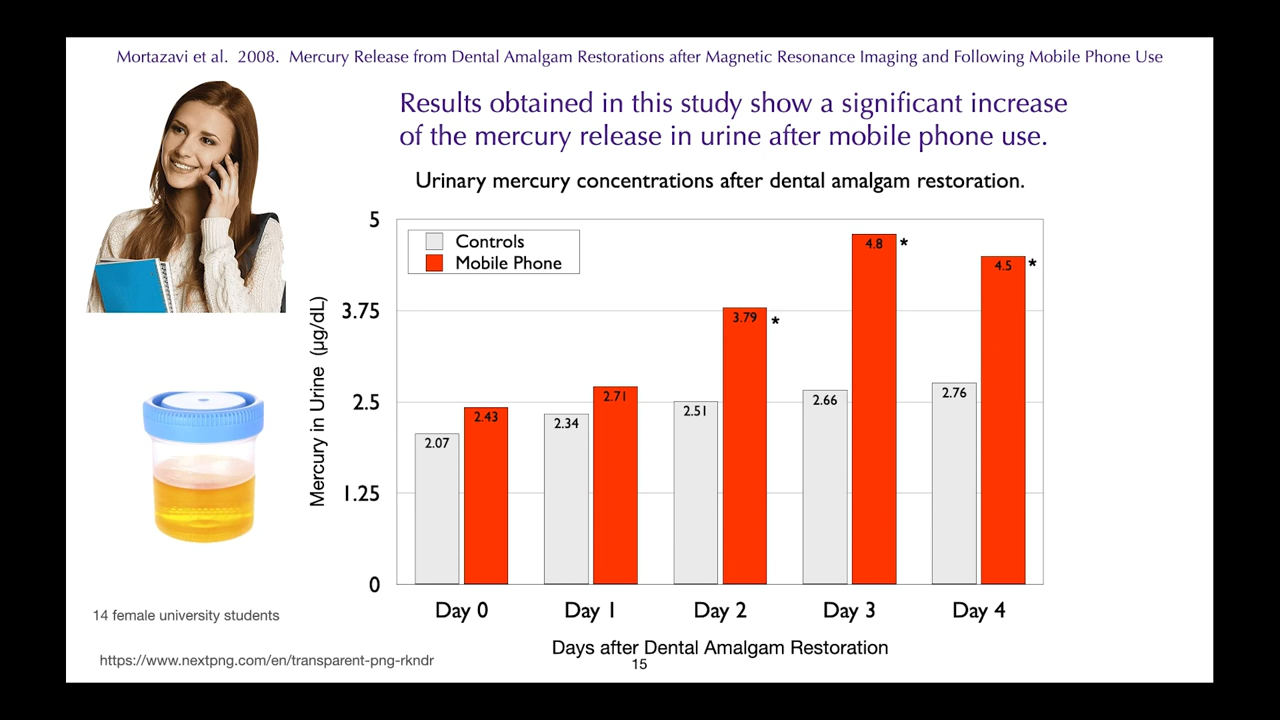 Mortazavi et al.  2008.  Mercury Release from Dental Amalgam Restorations after Magnetic Resonance Imaging and Following Mobile Phone Use
Results obtained in this study show a significant increase
of the mercury release in urine after mobile phone use.
Urinary mercury concentrations after dental amalgam restoration.
Controls
Mobile Phone
Mercury in Urine  (µg/dL)
5
3.75
2.5
1.25
0
2.07
2.43
2.34
2.71
2.51
3.79
*
2.66
4.8
*
2.76
4.5
*
Day 0
Day 1
Day 2
Day 3
Day 4
Days after Dental Amalgam Restoration
14 female university students
https://www.nextpng.com/en/transparent-png-rkndr
15